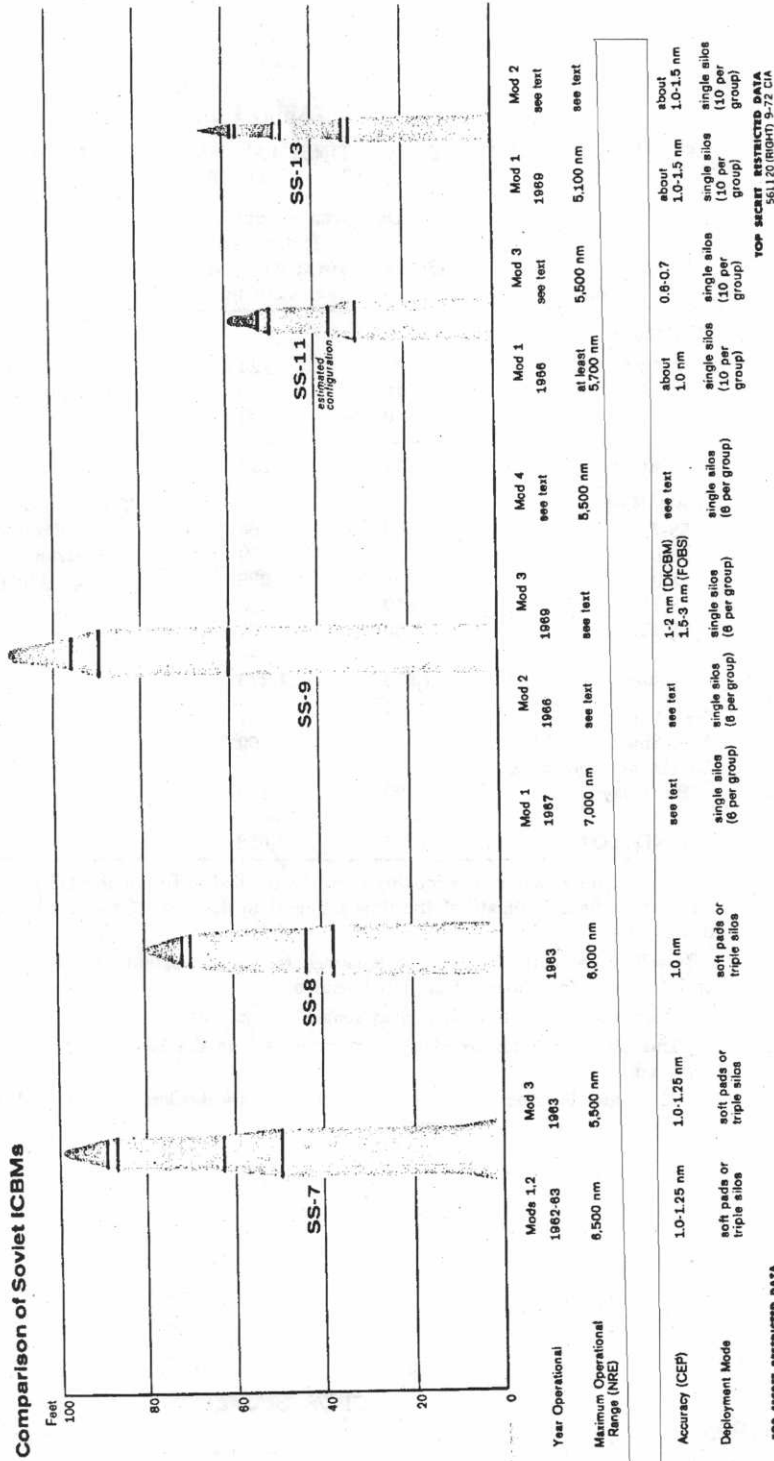 Comparison of Soviet ICBMs
Feet
100
80
60
40
20
0
SS-7
SS-8
SS-9
SS-11
estimated
configuration
SS-13
Mods 1,2 Mod 3 Mod 1 Mod 2 Mod 3 Mod 4 Mod 1 Mod 3 Mod 1 Mod 2
Year Operational 1962-63 1963 1963 1967 1966 1969 see text 1966 see text 1969 see text
Maximum Operational 6,500 nm 5,500 nm 6,000 nm 7,000 nm see text see text 5,500 nm at least 5,500 nm 5,100 nm see text
Range (NRE) 5,700 nm
Accuracy (CEP) 1.0-1.25 nm 1.0-1.25 nm 1.0 nm see text see text 1-2 nm (DICBM) see text about 0.6-0.7 about about
1.5-3 nm (FOBS) 1.0 nm 1.0-1.5 nm 1.0-1.5 nm
Deployment Mode soft pads or soft pads or soft pads or single silos single silos single silos single silos single silos single silos single silos single silos
triple silos triple silos triple silos (6 per group) (6 per group) (6 per group) (6 per group) (10 per (10 per (10 per (10 per
group) group) group) group)
TOP SECRET RESTRICTED DATA
561120 (RIGHT) 9-72 CIA